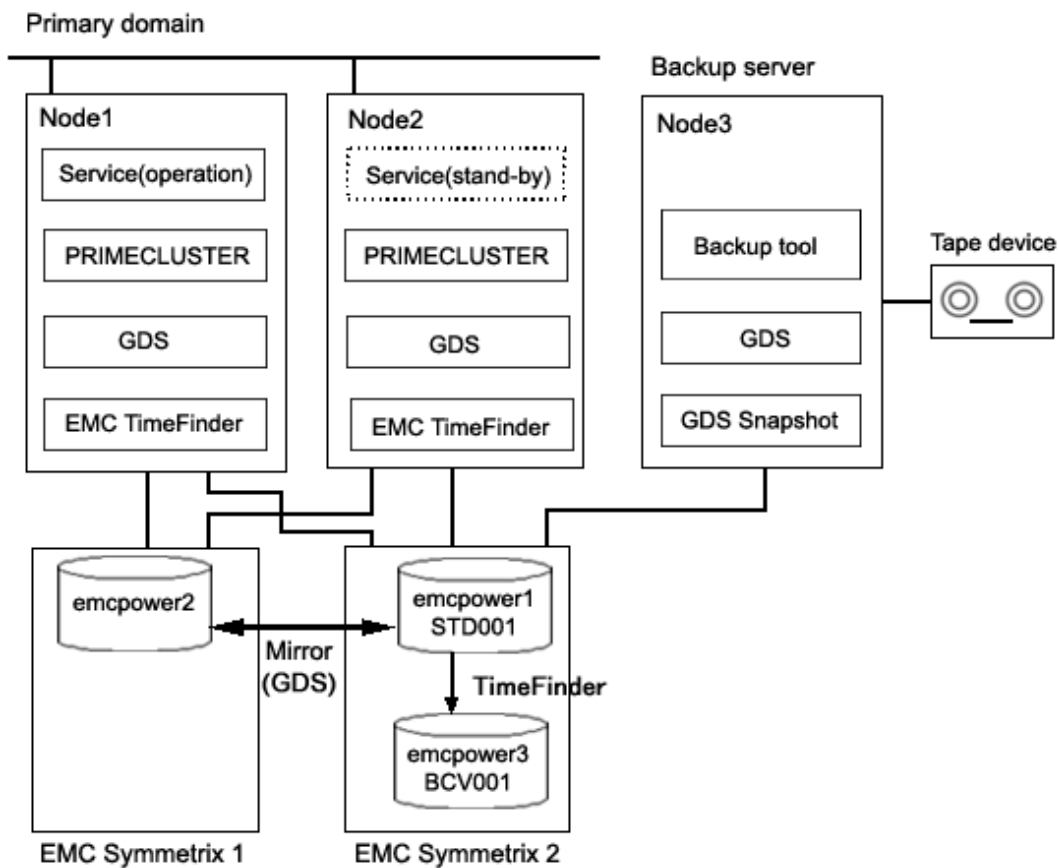 Primary domain
Backup server
Node1
Service(operation)
PRIMECLUSTER
GDS
EMC TimeFinder
Node2
Service(stand-by)
PRIMECLUSTER
GDS
EMC TimeFinder
Node3
Backup tool
GDS
GDS Snapshot
Tape device
emcpower2
Mirror
(GDS)
emcpower1
STD001
TimeFinder
emcpower3
BCV001
EMC Symmetrix 1
EMC Symmetrix 2